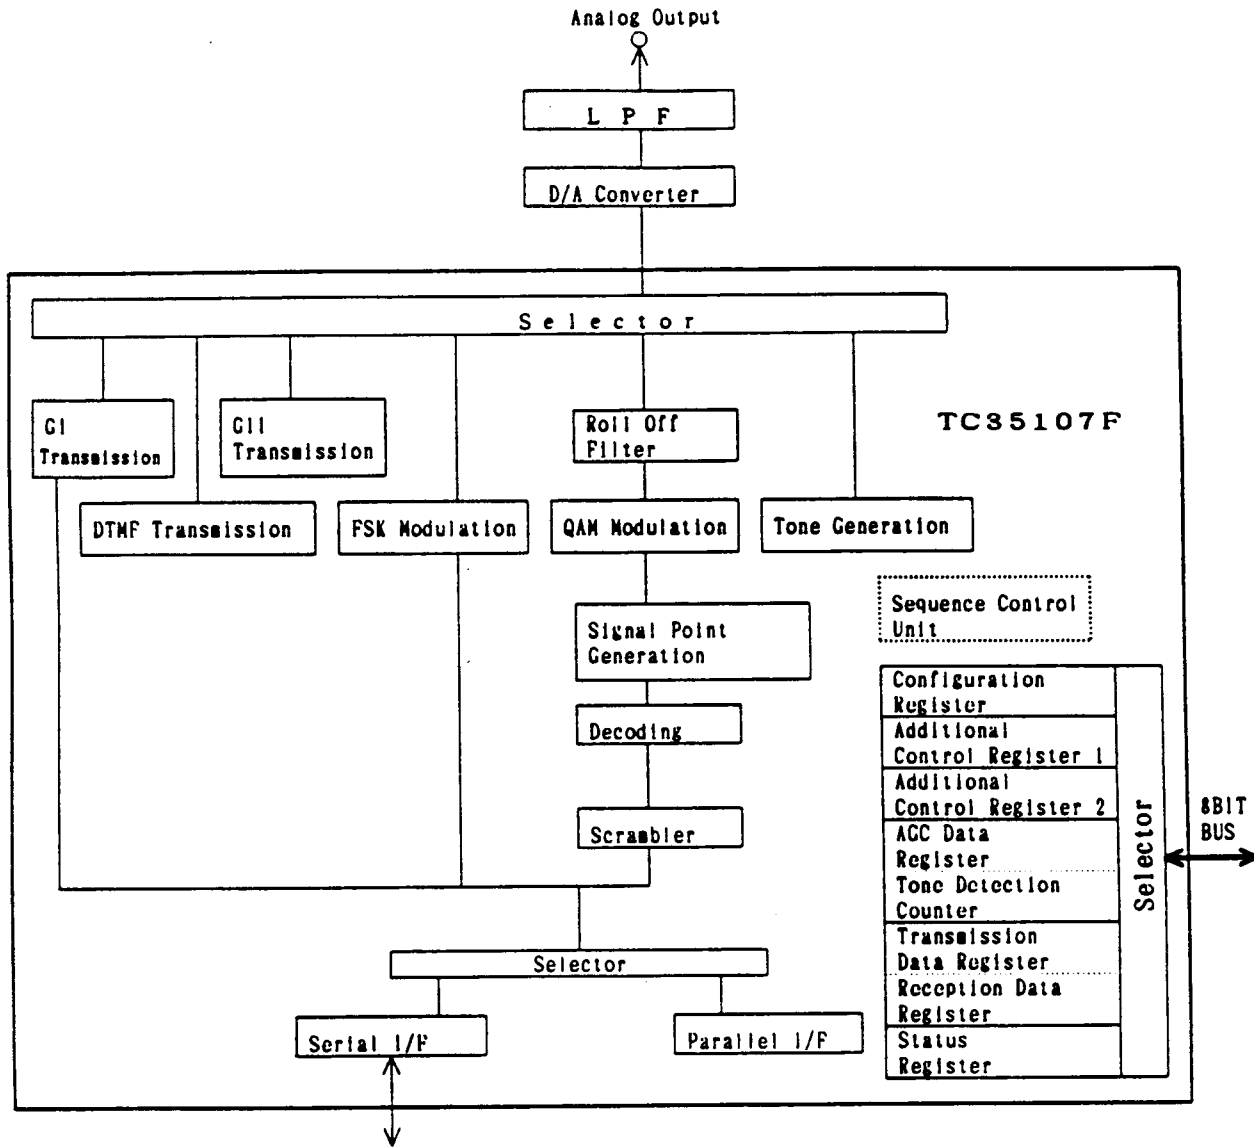 Analog Output
L P F
D/A Converter
Selector
GI
Transmission
GII
Transmission
Roll Off
Filter
TC35107F
DTMF Transmission
FSK Modulation
QAM Modulation
Tone Generation
Sequence Control
Unit
Signal Point
Generation
Decoding
Scrambler
Configuration
Register
Additional
Control Register 1
Additional
Control Register 2
AGC Data
Register
Tone Detection
Counter
Transmission
Data Register
Reception Data
Register
Status
Register
Selector
8BIT
BUS
Selector
Serial I/F
Parallel I/F